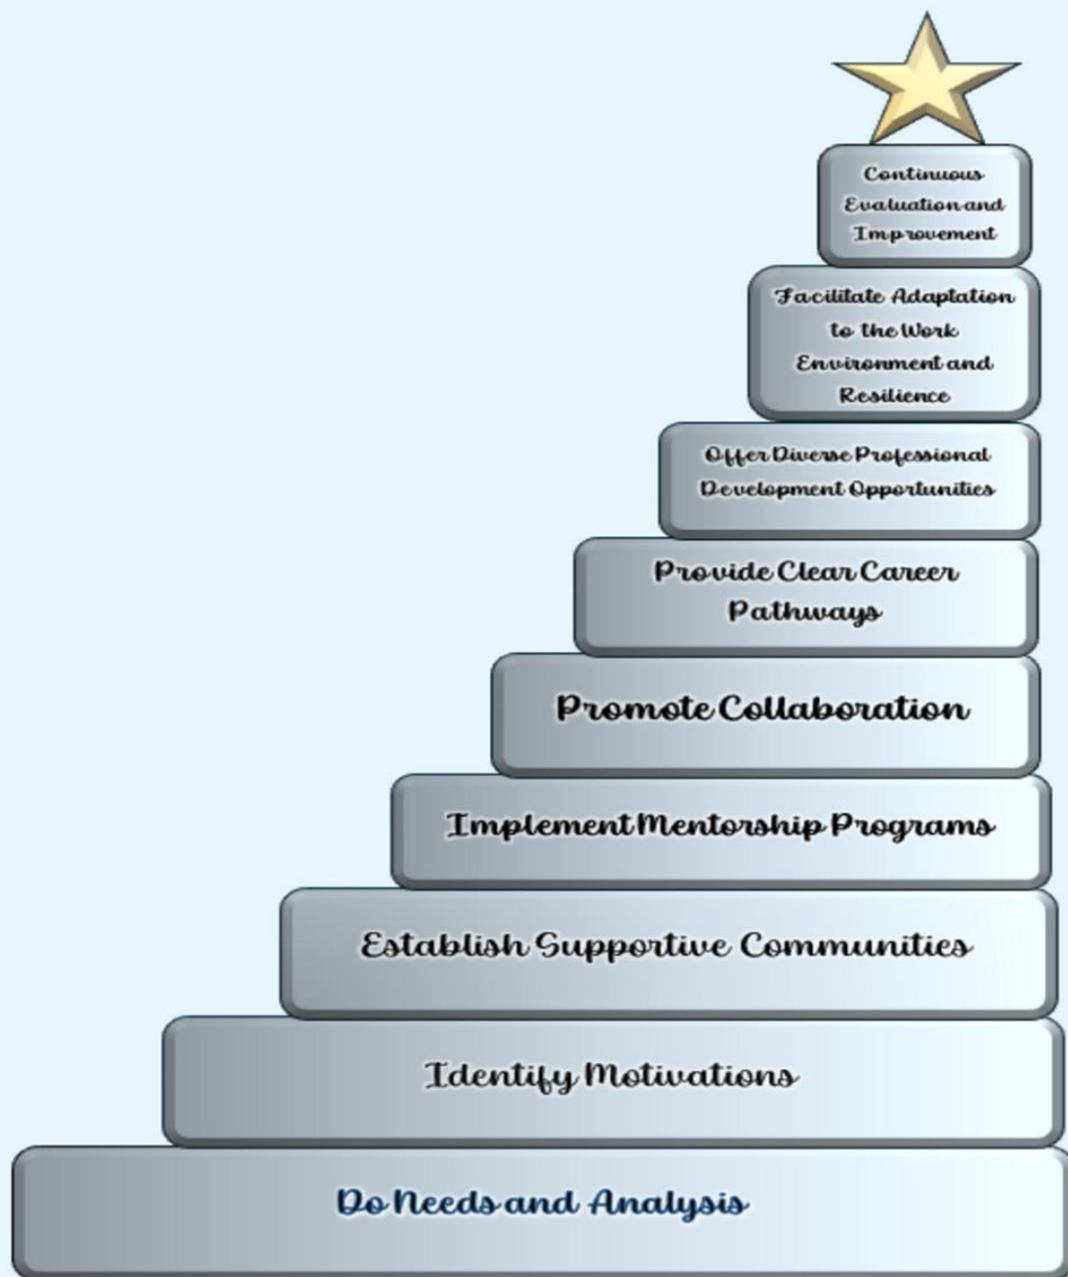 Continuous
Evaluation and
Improvement
Facilitate Adaptation
to the Work
Environment and
Resilience
Offer Diverse Professional
Development Opportunities
Provide Clear Career
Pathways
Promote Collaboration
Implement Mentorship Programs
Establish Supportive Communities
Identify Motivations
Do Needs and Analysis